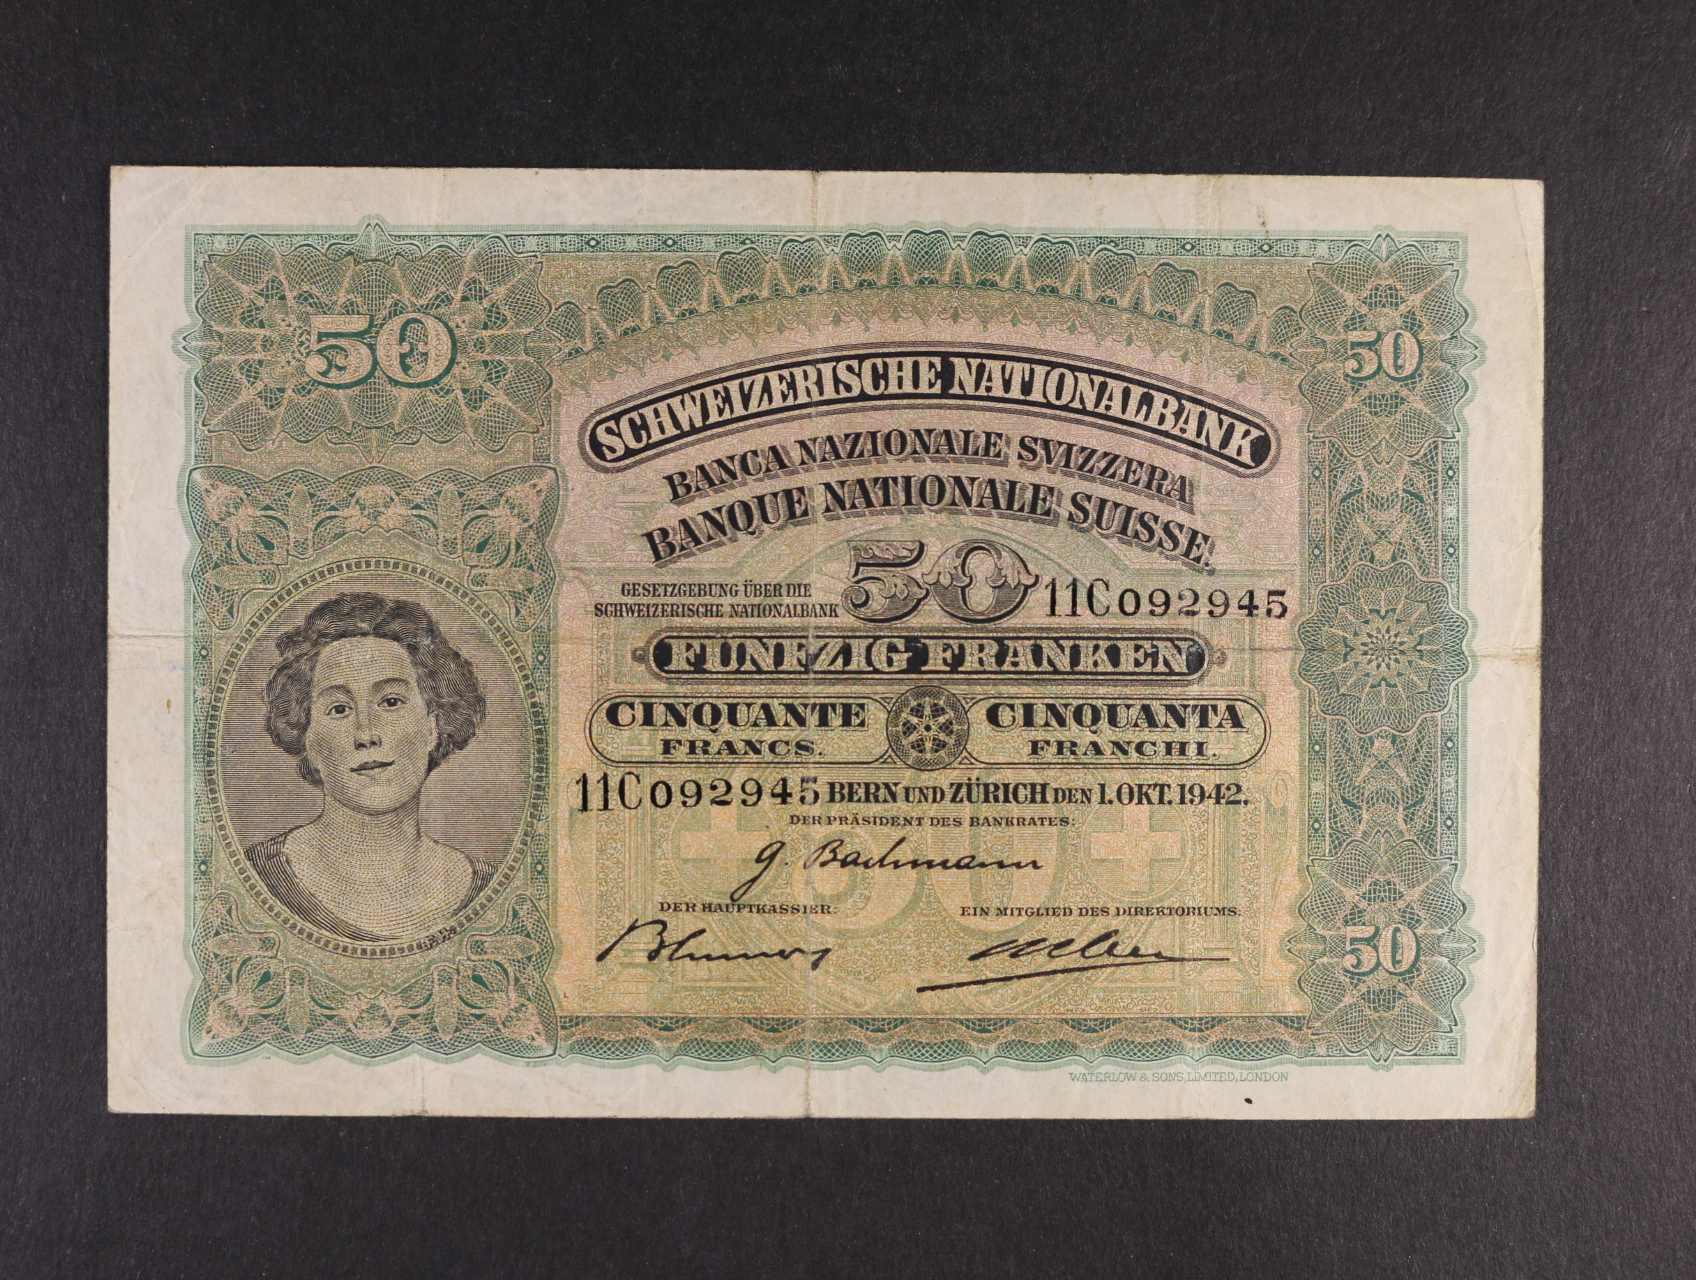 50
50
SCHWEIZERISCHE NATIONALBANK
BANCA NAZIONALE SVIZZERA
BANQUE NATIONALE SUISSE.
GESETZGEBUNG ÜBER DIE
SCHWEIZERISCHE NATIONALBANK
50
11C092945
FÜNFZIG FRANKEN
CINQUANTE
FRANCS.
CINQUANTA
FRANCHI.
11C092945 BERN UND ZÜRICH DEN 1. OKT. 1942.
DER PRÄSIDENT DES BANKRATES:
G. Bachmann
DER HAUPTKASSIER:
EIN MITGLIED DES DIREKTORIUMS:
50
WATERLOW & SONS, LIMITED, LONDON